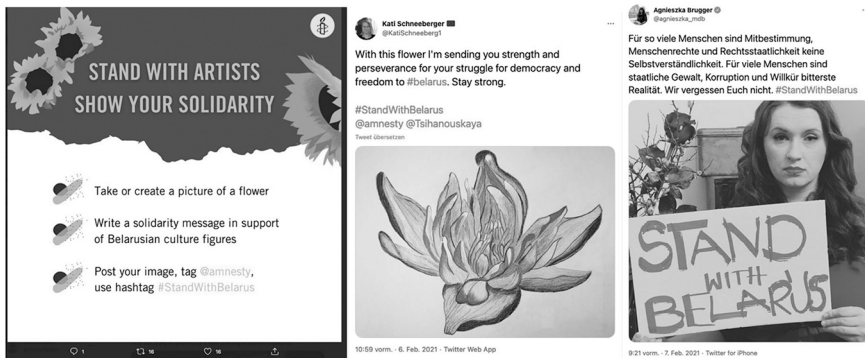 STAND WITH ARTISTS
SHOW YOUR SOLIDARITY
Take or create a picture of a flower
Write a solidarity message in support
of Belarusian culture figures
Post your image, tag @amnesty,
use hashtag #StandWithBelarus
1
16
16
Kati Schneeberger
@KatiSchneeberg1
With this flower I'm sending you strength and
perseverance for your struggle for democracy and
freedom to #belarus. Stay strong.
#StandWithBelarus
@amnesty @Tsihanouskaya
Tweet übersetzen
10:59 vorm. · 6. Feb. 2021 · Twitter Web App
Agnieszka Brugger
@agnieszka_mdb
Für so viele Menschen sind Mitbestimmung,
Menschenrechte und Rechtsstaatlichkeit keine
Selbstverständlichkeit. Für viele Menschen sind
staatliche Gewalt, Korruption und Willkür bitterste
Realität. Wir vergessen Euch nicht. #StandWithBelarus
STAND
WITH
BELARUS
9:21 vorm. · 7. Feb. 2021 · Twitter for iPhone